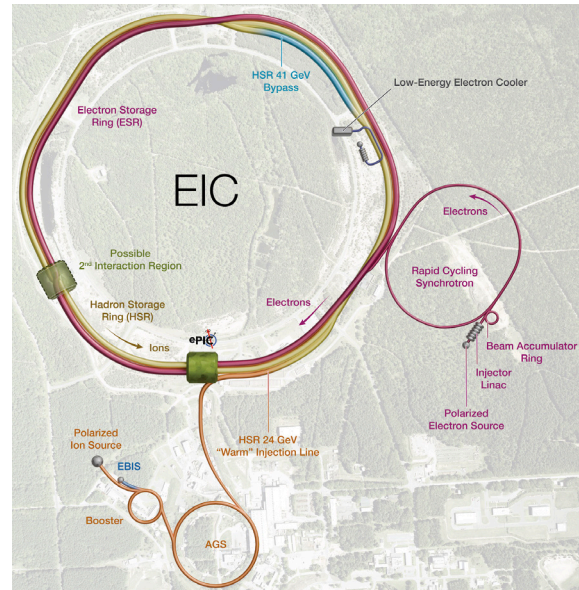 HSR 41 GeV
Bypass
Low-Energy Electron Cooler
Electron Storage
Ring (ESR)
EIC
Electrons
Possible
2nd Interaction Region
Rapid Cycling
Synchrotron
Hadron Storage
Ring (HSR)
Electrons
Ions
ePIC
Beam Accumulator
Ring
Injector
Linac
Polarized
Electron Source
Polarized
Ion Source
HSR 24 GeV
“Warm” Injection Line
EBIS
Booster
AGS